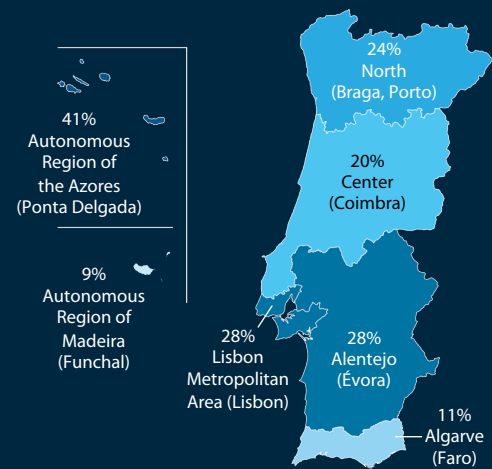 24%
North
(Braga, Porto)
41%
Autonomous
Region of
the Azores
(Ponta Delgada)
20%
Center
(Coimbra)
9%
Autonomous
Region of
Madeira
(Funchal)
28%
Lisbon
Metropolitan
Area (Lisbon)
28%
Alentejo
(Évora)
11%
Algarve
(Faro)